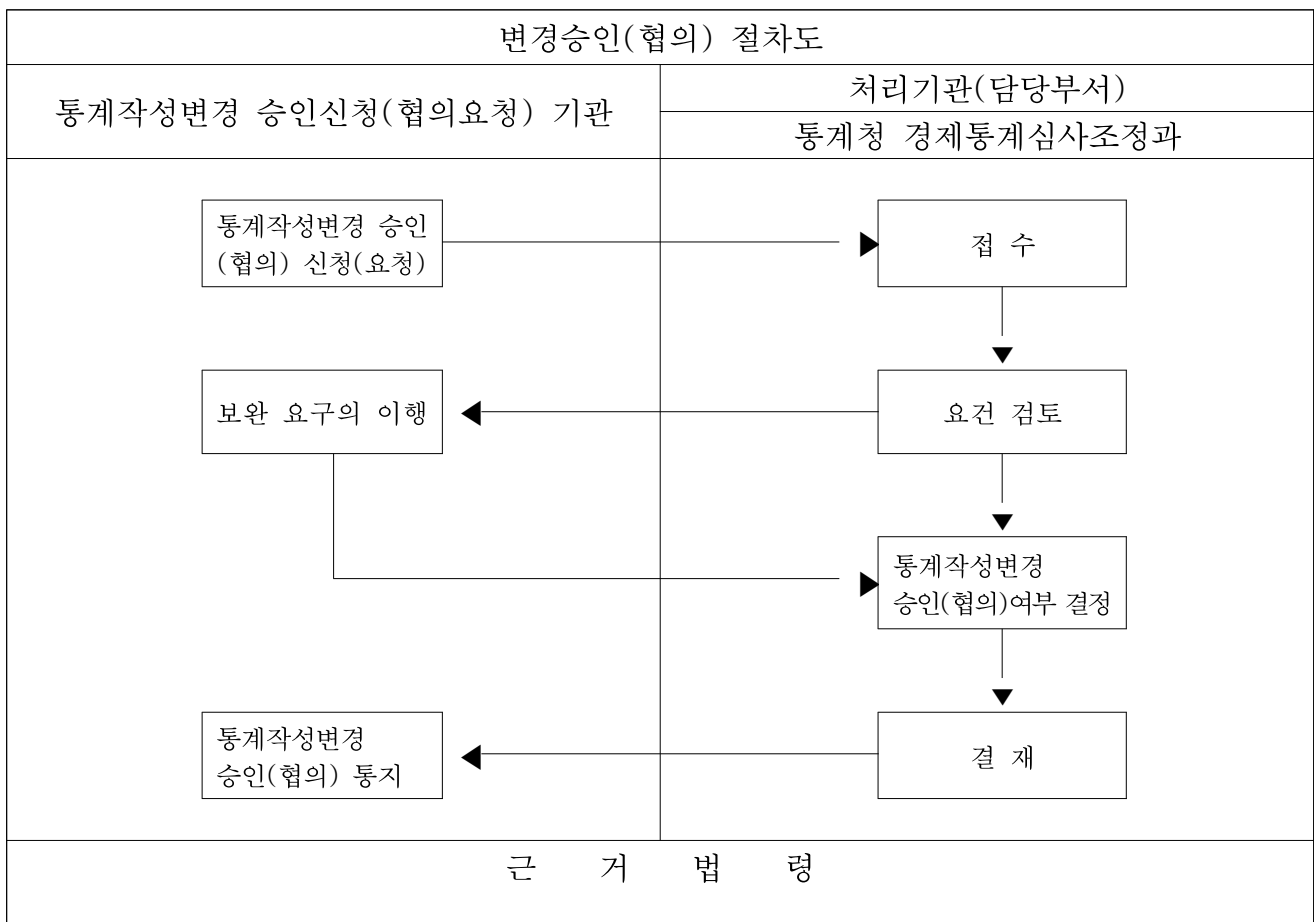 변경승인(협의) 절차도
통계작성변경 승인신청(협의요청) 기관
처리기관(담당부서)
통계청 경제통계심사조정과
통계작성변경 승인
(협의) 신청(요청)
접 수
보완 요구의 이행
요건 검토
통계작성변경
승인(협의)여부 결정
통계작성변경
승인(협의) 통지
결 재
근 거 법 령